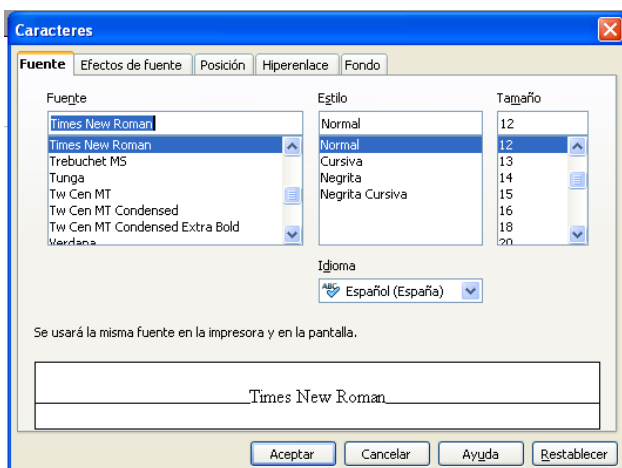 Caracteres
Fuente Efectos de fuente Posición Hiperenlace Fondo
Fuente Estilo Tamaño
Times New Roman Normal 12
Times New Roman Normal 12
Trebuchet MS Cursiva 13
Tunga Negrita 14
Tw Cen MT Negrita Cursiva 15
Tw Cen MT Condensed 16
Tw Cen MT Condensed Extra Bold 18
Verdana 20
Idioma
ABC Español (España)
Se usará la misma fuente en la impresora y en la pantalla.
Times New Roman
Aceptar Cancelar Ayuda Restablecer